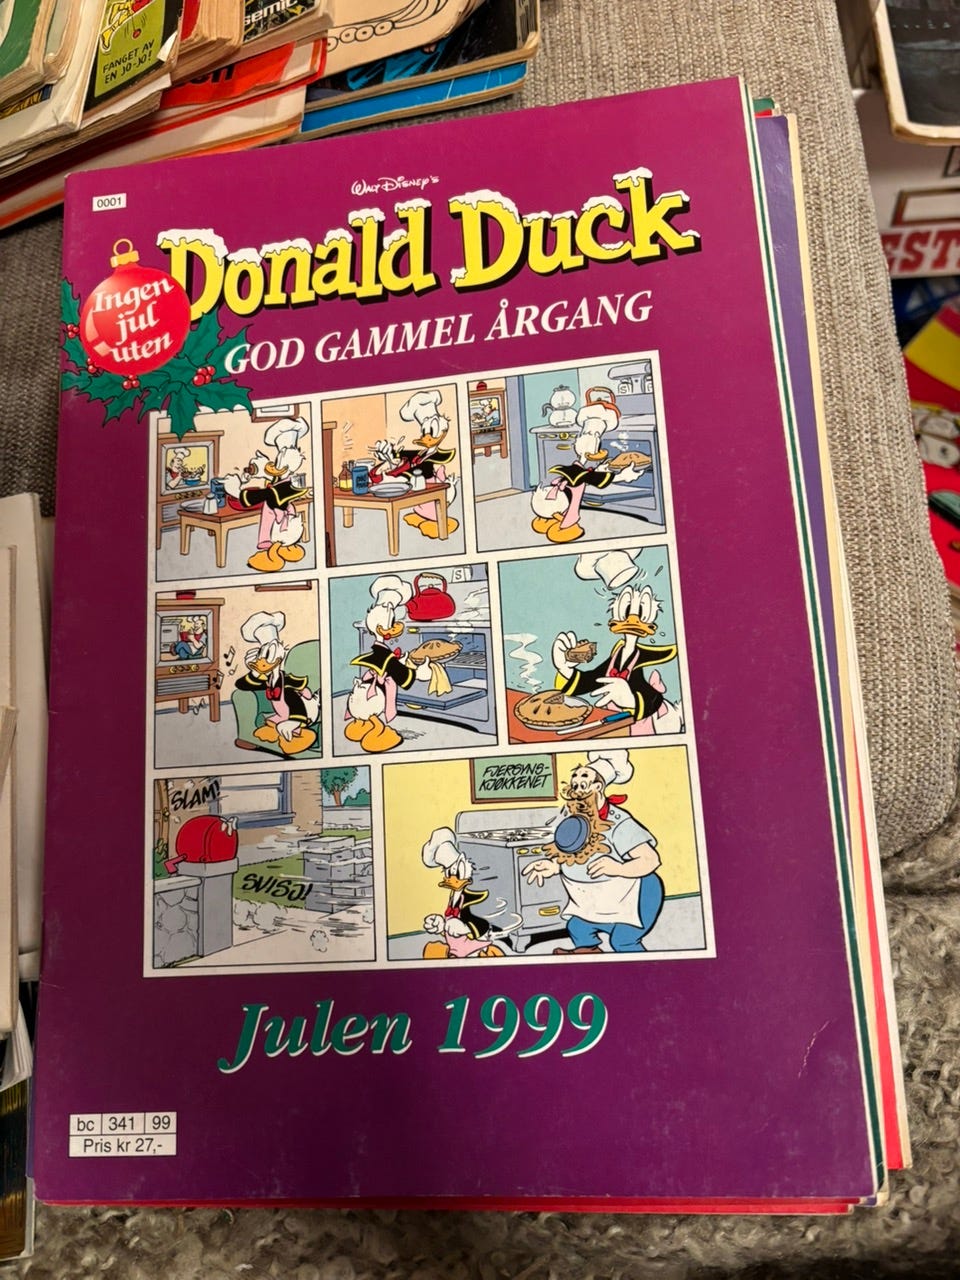 FANGET AV
EN JO-JO!
0001
WALT DISNEY'S
Donald Duck
Ingen
jul
uten
GOD GAMMEL ÅRGANG
FJERSYNS-
KJØKKENET
SLAM!
SVISJ!
Julen 1999
bc 341 99
Pris kr 27,-